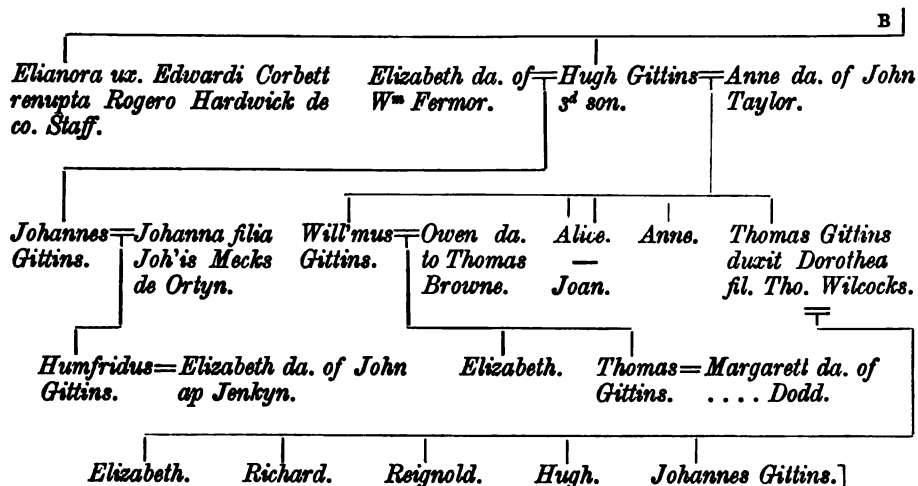 B
Elianora ux. Edwardi Corbett
renupta Rogero Hardwick de
co. Staff.
Elizabeth da. of
Wᵐ Fermor.
Hugh Gittins
3ᵈ son.
Anne da. of John
Taylor.
Johannes
Gittins.
Johanna filia
Joh'is Mecks
de Ortyn.
Will'mus
Gittins.
Owen da.
to Thomas
Browne.
Alice.
—
Joan.
Anne.
Thomas Gittins
duxit Dorothea
fil. Tho. Wilcocks.
Humfridus=Elizabeth da. of John
Gittins. ap Jenkyn.
Elizabeth.
Thomas=Margarett da. of
Gittins. .... Dodd.
Elizabeth. Richard. Reignold. Hugh. Johannes Gittins.]